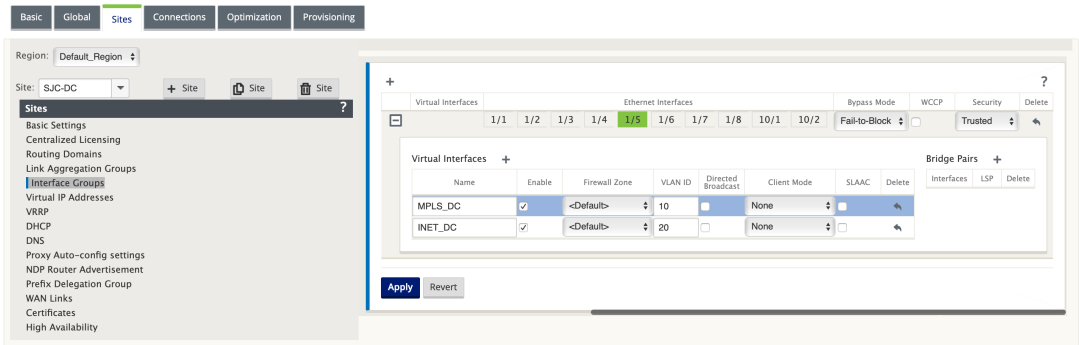 Basic Global Sites Connections Optimization Provisioning
Region: Default_Region
Site: SJC-DC + Site Site Site
Sites ?
Basic Settings
Centralized Licensing
Routing Domains
Link Aggregation Groups
Interface Groups
Virtual IP Addresses
VRRP
DHCP
DNS
Proxy Auto-config settings
NDP Router Advertisement
Prefix Delegation Group
WAN Links
Certificates
High Availability
+ ?
Virtual Interfaces Ethernet Interfaces Bypass Mode WCCP Security Delete
1/1 1/2 1/3 1/4 1/5 1/6 1/7 1/8 10/1 10/2 Fail-to-Block Trusted
Virtual Interfaces +
Name Enable Firewall Zone VLAN ID Directed Broadcast Client Mode SLAAC Delete
MPLS_DC <Default> 10 None
INET_DC <Default> 20 None
Bridge Pairs +
Interfaces LSP Delete
Apply Revert